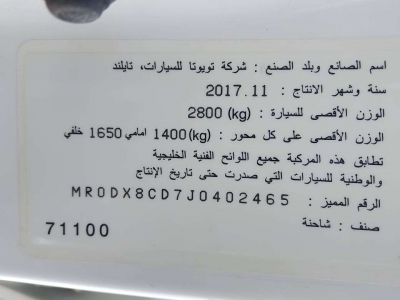 اسم الصانع وبلد الصنع : شركة تويوتا للسيارات، تايلند
سنة وشهر الانتاج : 2017.11
الوزن الأقصى للسيارة : 2800 (kg)
الوزن الأقصى على كل محور : 1400(kg) امامي 1650 خلفي
تطابق هذه المركبة جميع اللوائح الفنية الخليجية
والوطنية للسيارات التي صدرت حتى تاريخ الإنتاج
الرقم المميز : MR0DX8CD7J0402465
صنف : شاحنة
71100